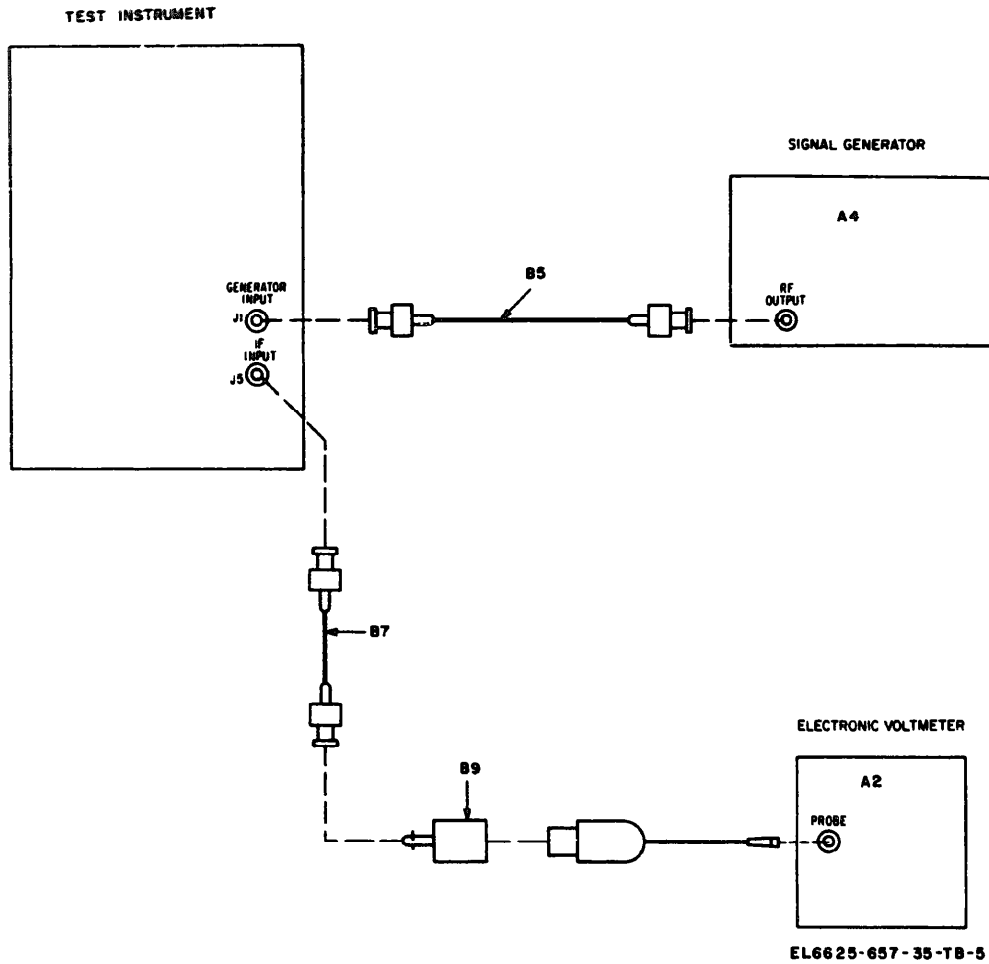 TEST INSTRUMENT
SIGNAL GENERATOR
A4
B5
GENERATOR
INPUT
J1
RF
OUTPUT
IF
INPUT
J5
B7
ELECTRONIC VOLTMETER
B9
A2
PROBE
EL6625-657-35-TB-5